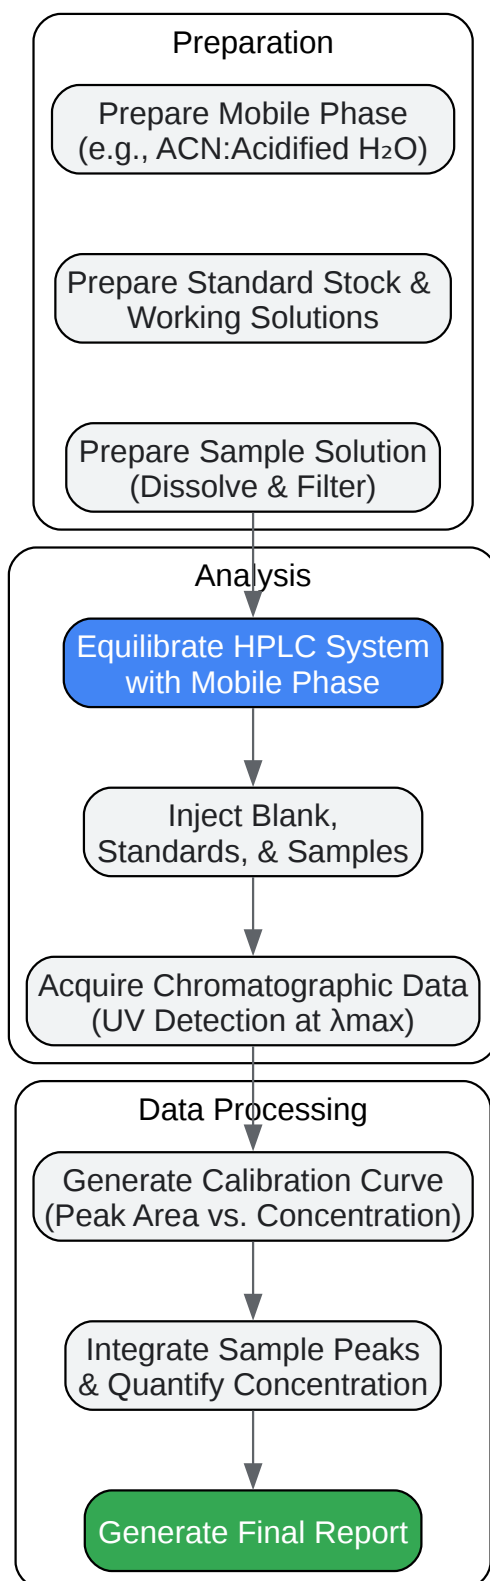 Preparation
Prepare Mobile Phase
(e.g., ACN:Acidified H₂O)
Prepare Standard Stock &
Working Solutions
Prepare Sample Solution
(Dissolve & Filter)
Analysis
Equilibrate HPLC System
with Mobile Phase
Inject Blank,
Standards, & Samples
Acquire Chromatographic Data
(UV Detection at λmax)
Data Processing
Generate Calibration Curve
(Peak Area vs. Concentration)
Integrate Sample Peaks
& Quantify Concentration
Generate Final Report